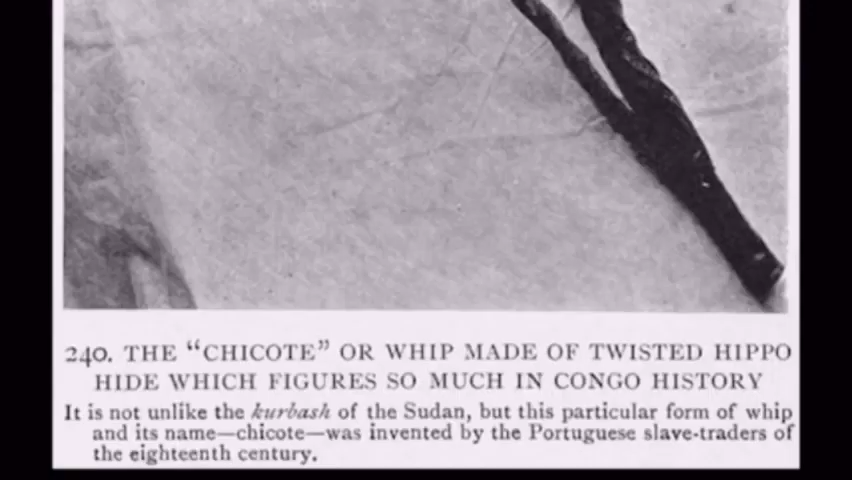 240. THE “CHICOTE” OR WHIP MADE OF TWISTED HIPPO
HIDE WHICH FIGURES SO MUCH IN CONGO HISTORY
It is not unlike the kurbash of the Sudan, but this particular form of whip
and its name—chicote—was invented by the Portuguese slave-traders of
the eighteenth century.